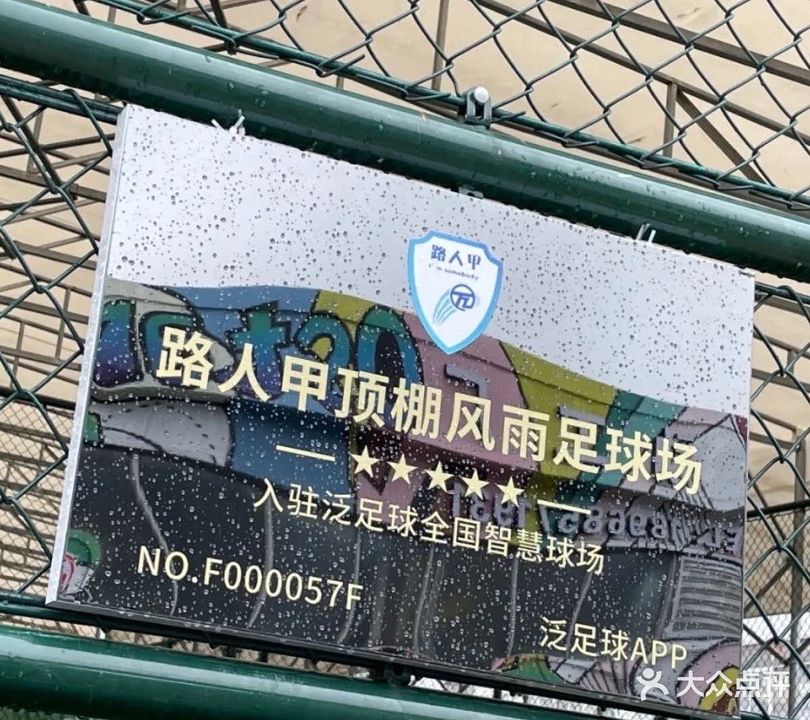 路人甲
I'm somebody
路人甲顶棚风雨足球场
入驻泛足球全国智慧球场
NO.F000057F
泛足球APP
大众点评